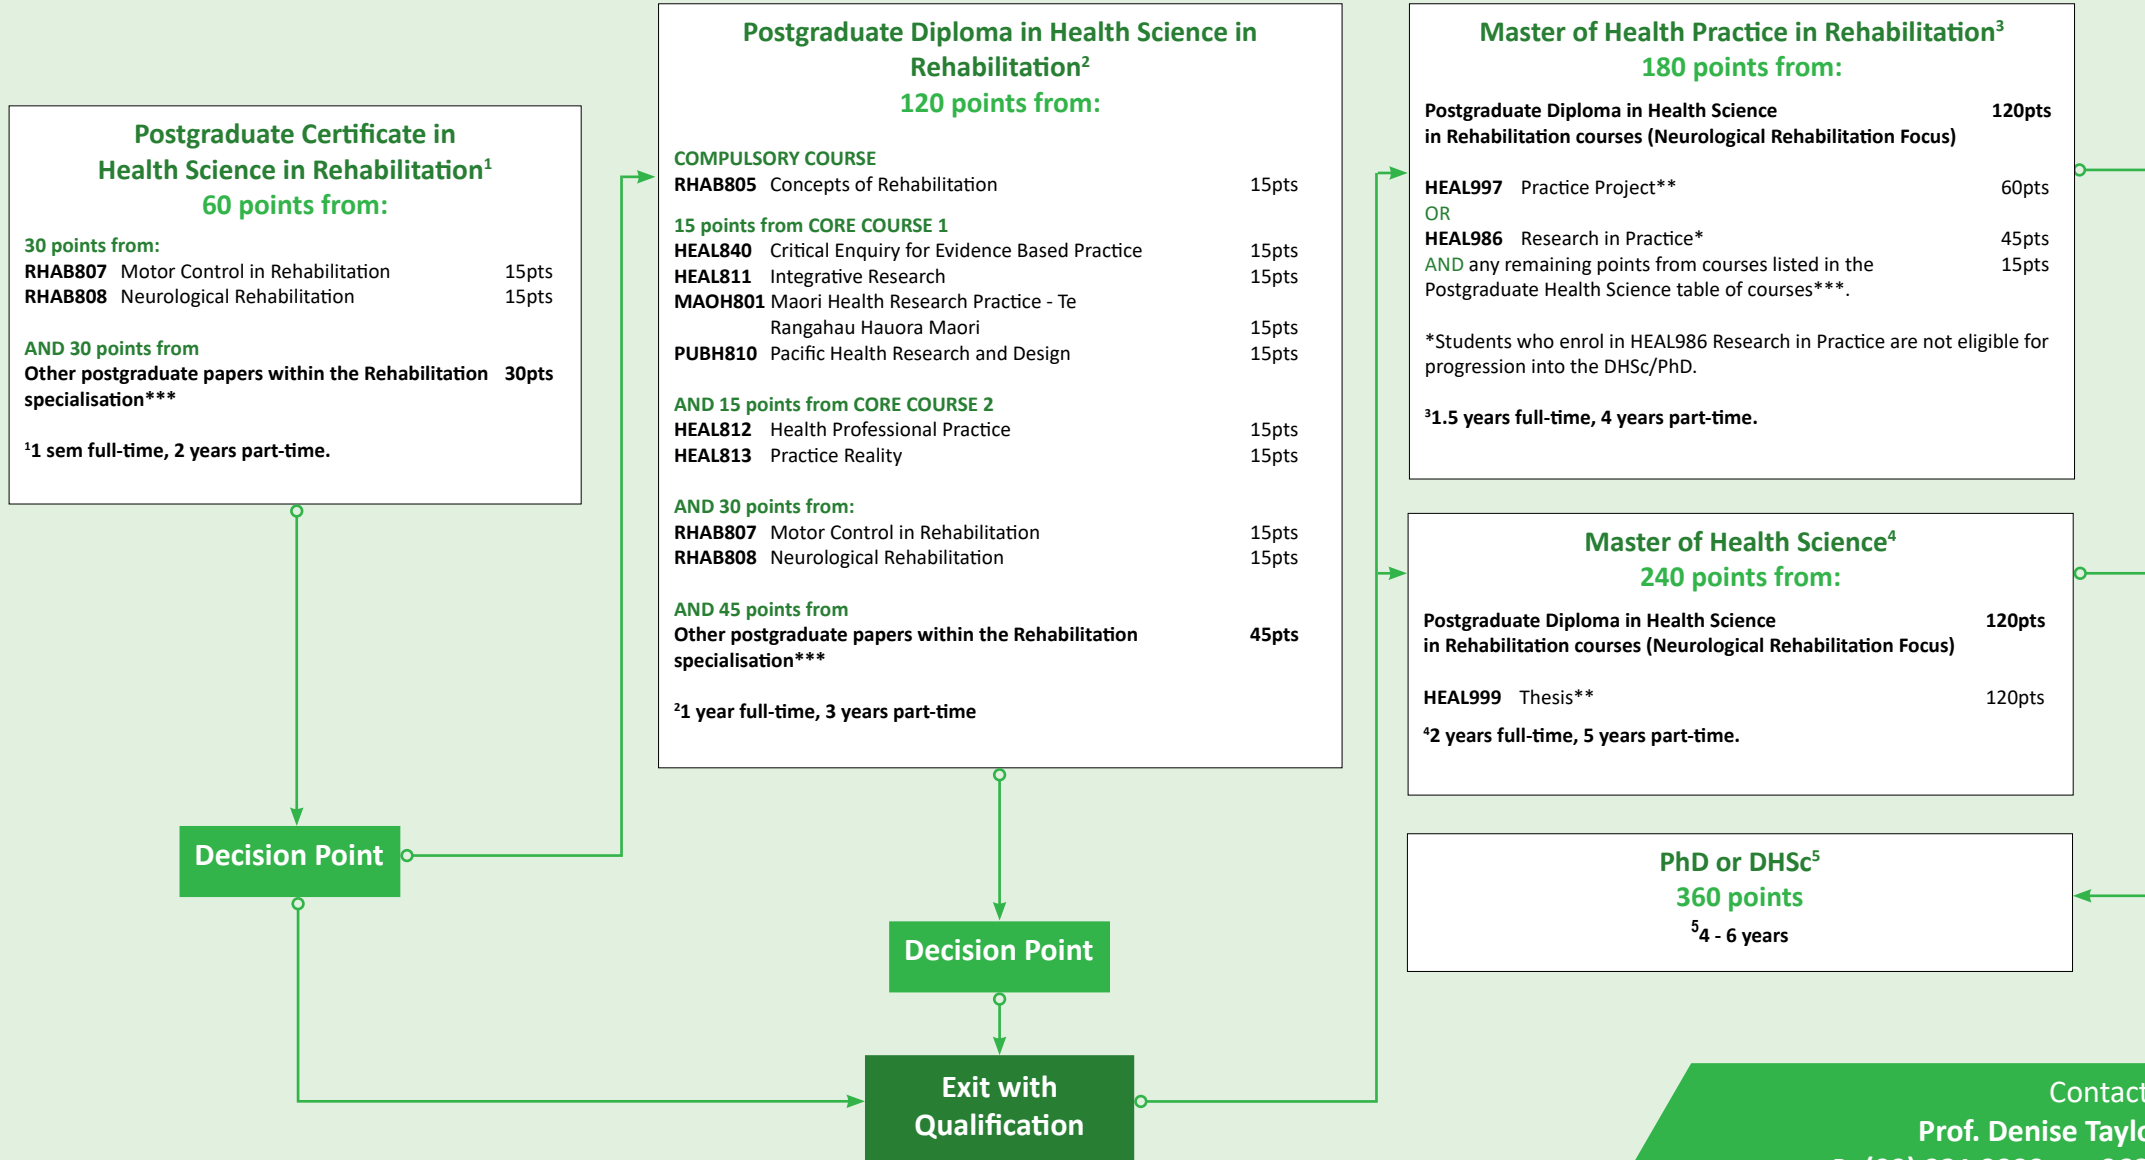 Postgraduate Certificate in
Health Science in Rehabilitation¹
60 points from:
30 points from:
RHAB807 Motor Control in Rehabilitation 15pts
RHAB808 Neurological Rehabilitation 15pts
AND 30 points from
Other postgraduate papers within the Rehabilitation 30pts
specialisation***
¹1 sem full-time, 2 years part-time.
Decision Point
Postgraduate Diploma in Health Science in
Rehabilitation²
120 points from:
COMPULSORY COURSE
RHAB805 Concepts of Rehabilitation 15pts
15 points from CORE COURSE 1
HEAL840 Critical Enquiry for Evidence Based Practice 15pts
HEAL811 Integrative Research 15pts
MAOH801 Maori Health Research Practice - Te
Rangahau Hauora Maori 15pts
PUBH810 Pacific Health Research and Design 15pts
AND 15 points from CORE COURSE 2
HEAL812 Health Professional Practice 15pts
HEAL813 Practice Reality 15pts
AND 30 points from:
RHAB807 Motor Control in Rehabilitation 15pts
RHAB808 Neurological Rehabilitation 15pts
AND 45 points from
Other postgraduate papers within the Rehabilitation 45pts
specialisation***
²1 year full-time, 3 years part-time
Decision Point
Exit with
Qualification
Master of Health Practice in Rehabilitation³
180 points from:
Postgraduate Diploma in Health Science 120pts
in Rehabilitation courses (Neurological Rehabilitation Focus)
HEAL997 Practice Project** 60pts
OR
HEAL986 Research in Practice* 45pts
AND any remaining points from courses listed in the 15pts
Postgraduate Health Science table of courses***.
*Students who enrol in HEAL986 Research in Practice are not eligible for
progression into the DHSc/PhD.
³1.5 years full-time, 4 years part-time.
Master of Health Science⁴
240 points from:
Postgraduate Diploma in Health Science 120pts
in Rehabilitation courses (Neurological Rehabilitation Focus)
HEAL999 Thesis** 120pts
⁴2 years full-time, 5 years part-time.
PhD or DHSc⁵
360 points
⁵4 - 6 years
Contact
Prof. Denise Taylo